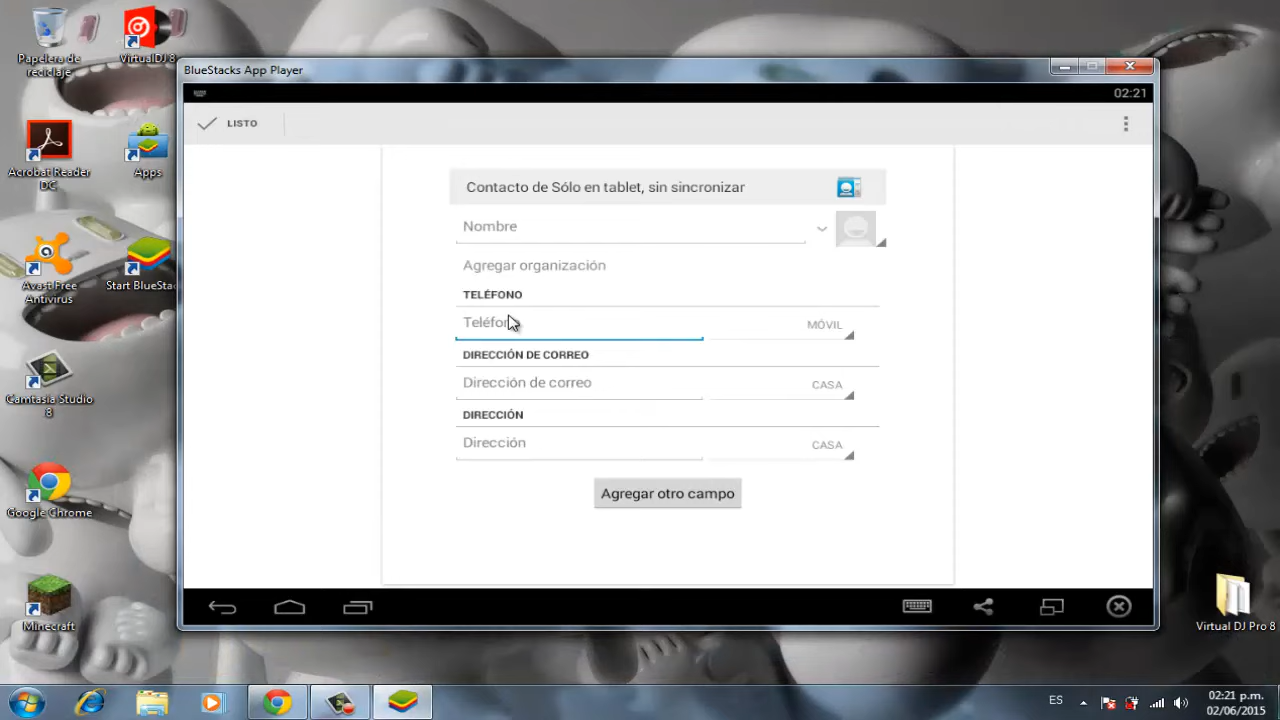 Papelera de
reciclaje
VirtualDJ 8
Acrobat Reader
DC
Apps
Avast Free
Antivirus
Start BlueSta
Camtasia Studio
8
Google Chrome
Minecraft
Virtual DJ Pro 8
BlueStacks App Player
02:21
LISTO
Contacto de Sólo en tablet, sin sincronizar
Nombre
Agregar organización
TELÉFONO
Teléfono
MÓVIL
DIRECCIÓN DE CORREO
Dirección de correo
CASA
DIRECCIÓN
Dirección
CASA
Agregar otro campo
ES
02:21 p.m.
02/06/2015